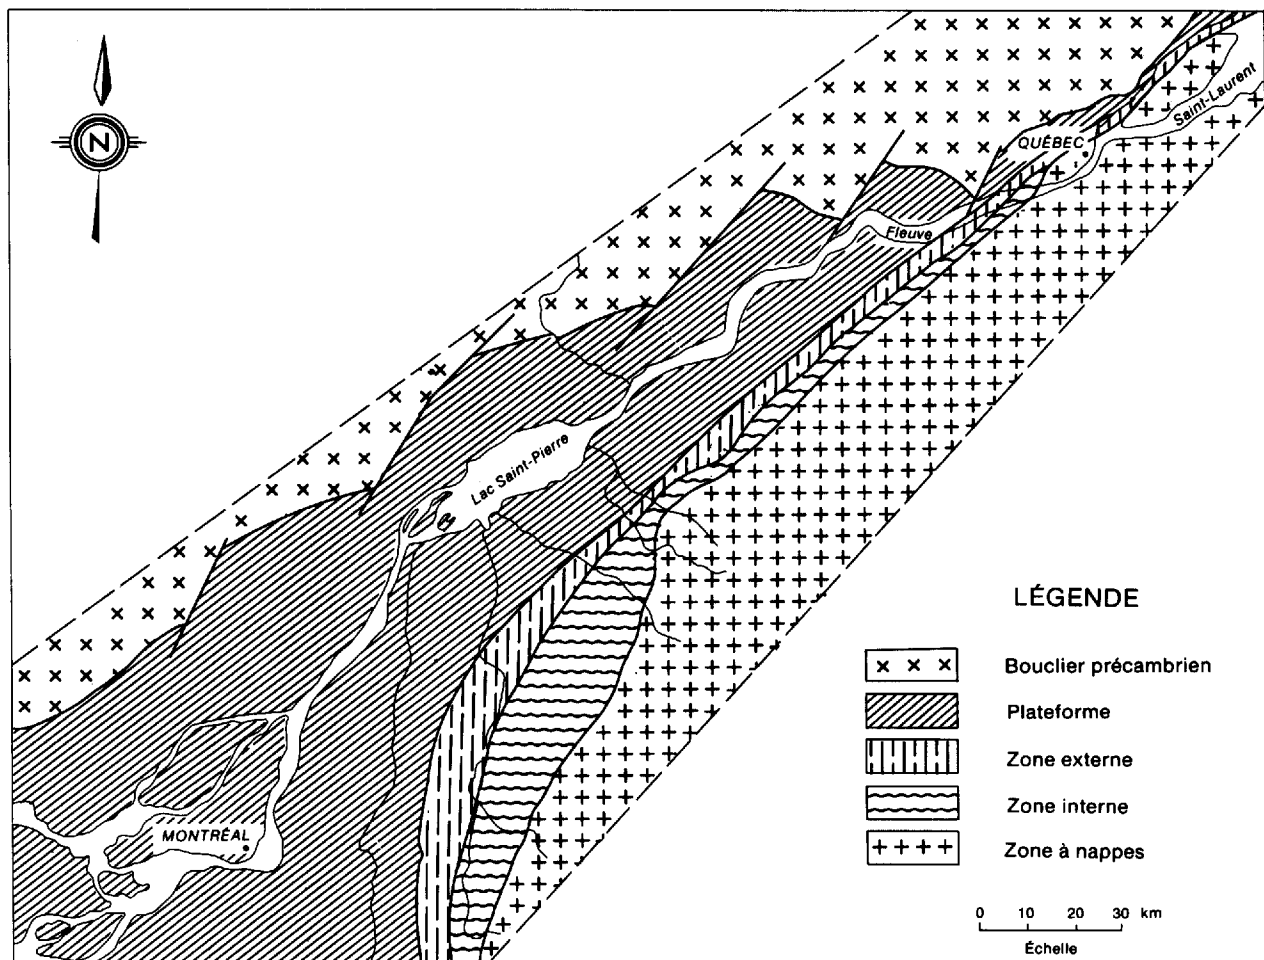 N
QUÉBEC
Saint-Laurent
Fleuve
Lac Saint-Pierre
MONTRÉAL
LÉGENDE
Bouclier précambrien
Plateforme
Zone externe
Zone interne
Zone à nappes
0 10 20 30 km
Échelle